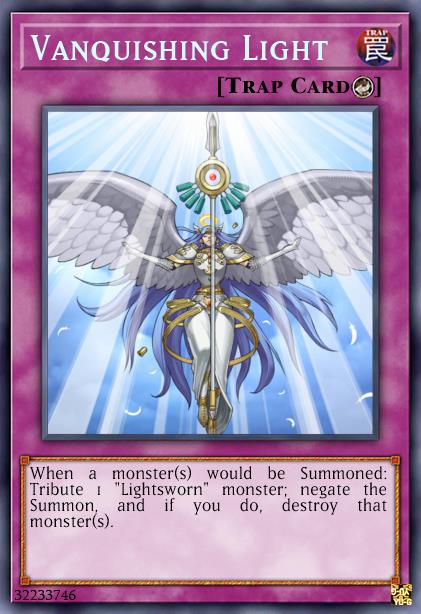 Vanquishing Light
TRAP
罠
[Trap Card]
When a monster(s) would be Summoned:
Tribute 1 "Lightsworn" monster; negate the
Summon, and if you do, destroy that
monster(s).
32233746